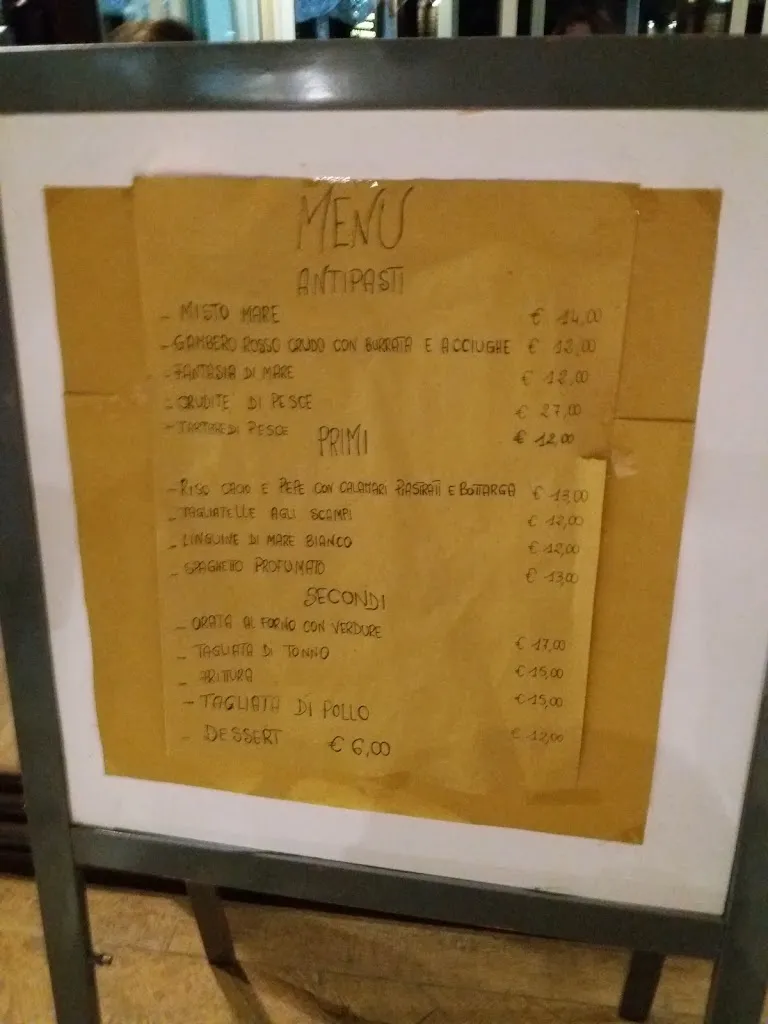 MENU
ANTIPASTI
- MISTO MARE € 14,00
- GAMBERO ROSSO CRUDO CON BURRATA E ACCIUGHE € 12,00
- FANTASIA DI MARE € 12,00
- CRUDITE DI PESCE € 27,00
- TARTARE DI PESCE € 12,00
PRIMI
- RISO CACIO E PEPE CON CALAMARI PIASTRATI E BOTTARGA € 13,00
- TAGLIATELLE AGLI SCAMPI € 12,00
- LINGUINE DI MARE BIANCO € 12,00
- SPAGHETTO PROFUMATO € 13,00
SECONDI
- ORATA AL FORNO CON VERDURE € 17,00
- TAGLIATA DI TONNO € 15,00
- FRITTURA € 15,00
- TAGLIATA DI POLLO € 12,00
- DESSERT € 6,00